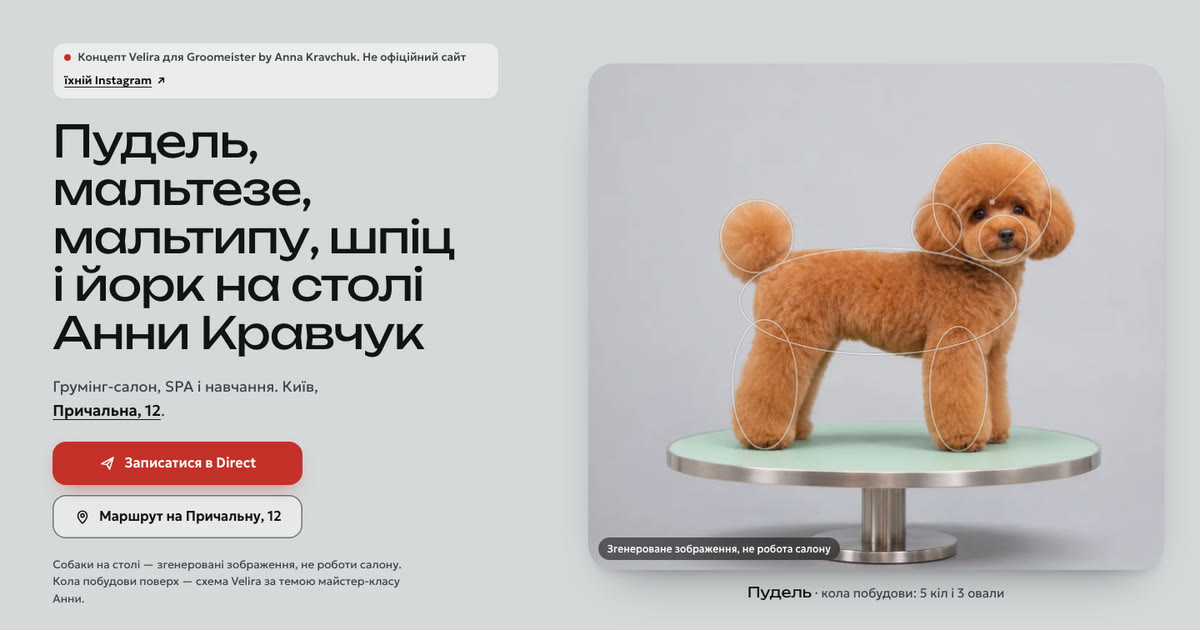 Концепт Velira для Groomeister by Anna Kravchuk. Не офіційний сайт
їхній Instagram ↗
Пудель,
мальтезе,
мальтипу, шпіц
і йорк на столі
Анни Кравчук
Грумінг-салон, SPA і навчання. Київ,
Причальна, 12.
Записатися в Direct
Маршрут на Причальну, 12
Собаки на столі — згенеровані зображення, не роботи салону.
Кола побудови поверх — схема Velira за темою майстер-класу
Анни.
Згенероване зображення, не робота салону
Пудель · кола побудови: 5 кіл і 3 овали